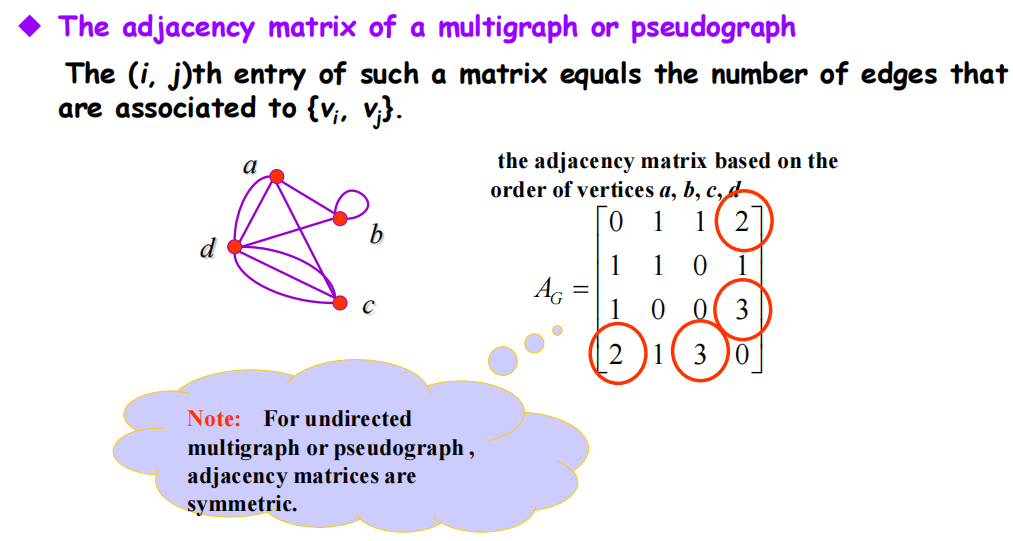 ◆ The adjacency matrix of a multigraph or pseudograph
The (i, j)th entry of such a matrix equals the number of edges that
are associated to {vᵢ, vⱼ}.
the adjacency matrix based on the
order of vertices a, b, c, d
a
b
d
c
A_G =
0 1 1 2
1 1 0 1
1 0 0 3
2 1 3 0
Note: For undirected
multigraph or pseudograph ,
adjacency matrices are
symmetric.